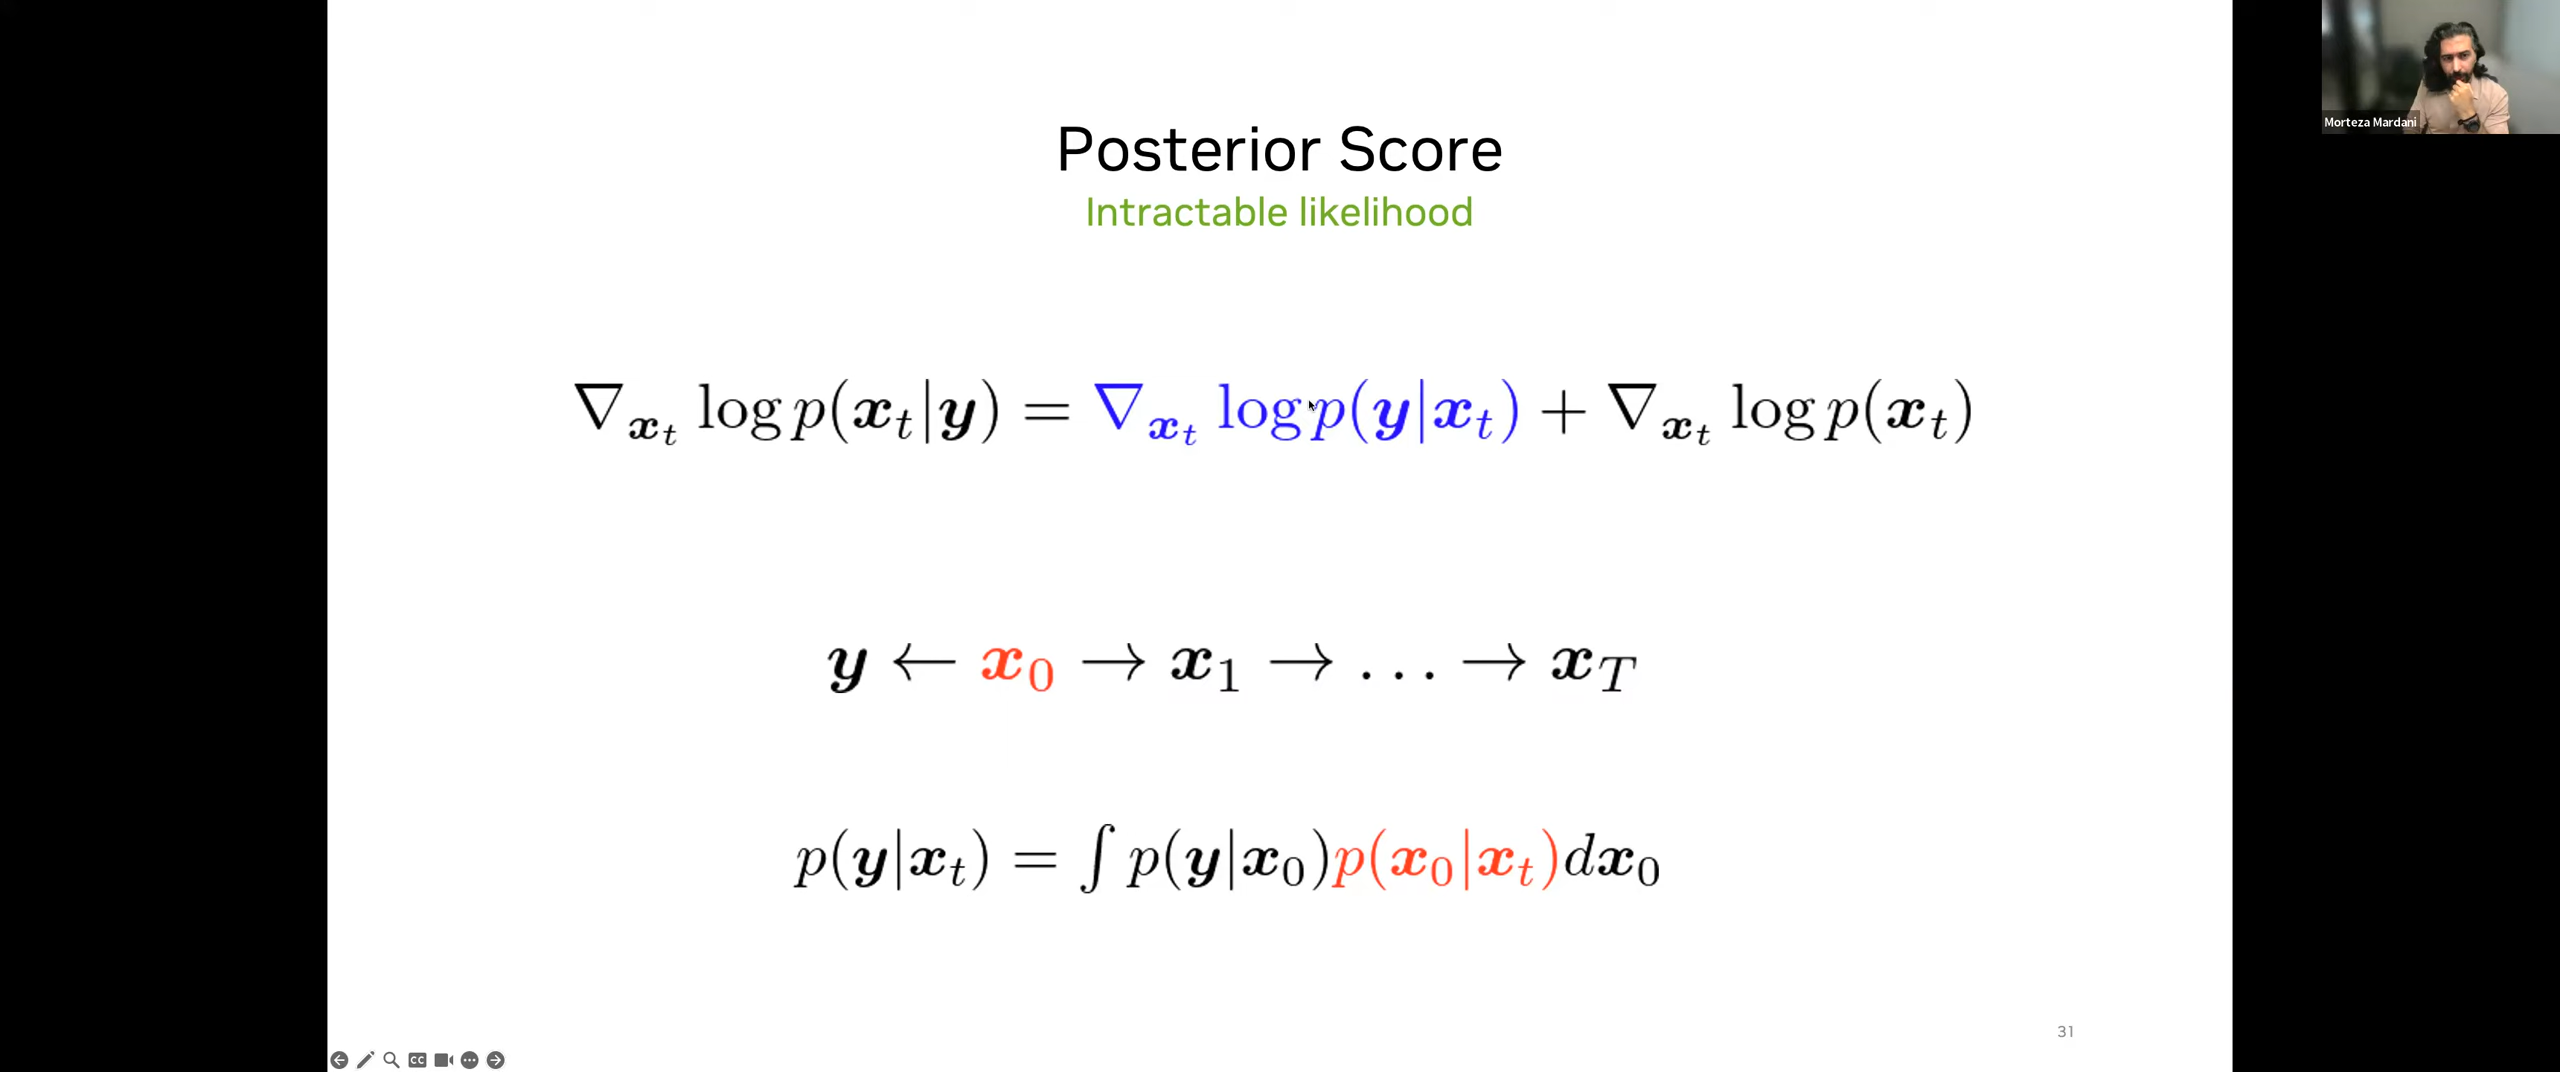 Morteza Mardani
Posterior Score
Intractable likelihood
∇_{𝒙_t} log p(𝒙_t|𝒚) = ∇_{𝒙_t} log p(𝒚|𝒙_t) + ∇_{𝒙_t} log p(𝒙_t)
𝒚 ← 𝒙_0 → 𝒙_1 → … → 𝒙_T
p(𝒚|𝒙_t) = ∫ p(𝒚|𝒙_0)p(𝒙_0|𝒙_t)d𝒙_0
31
CC